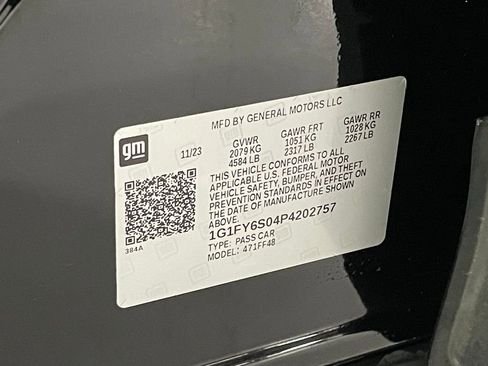 gm
MFD BY GENERAL MOTORS LLC
11/23
GVWR GAWR FRT GAWR RR
2079 KG 1051 KG 1028 KG
4584 LB 2317 LB 2267 LB
THIS VEHICLE CONFORMS TO ALL
APPLICABLE U.S. FEDERAL MOTOR
VEHICLE SAFETY, BUMPER, AND THEFT
PREVENTION STANDARDS IN EFFECT ON
THE DATE OF MANUFACTURE SHOWN
ABOVE.
1G1FY6S04P4202757
TYPE: PASS CAR
MODEL: 471FF48
384A